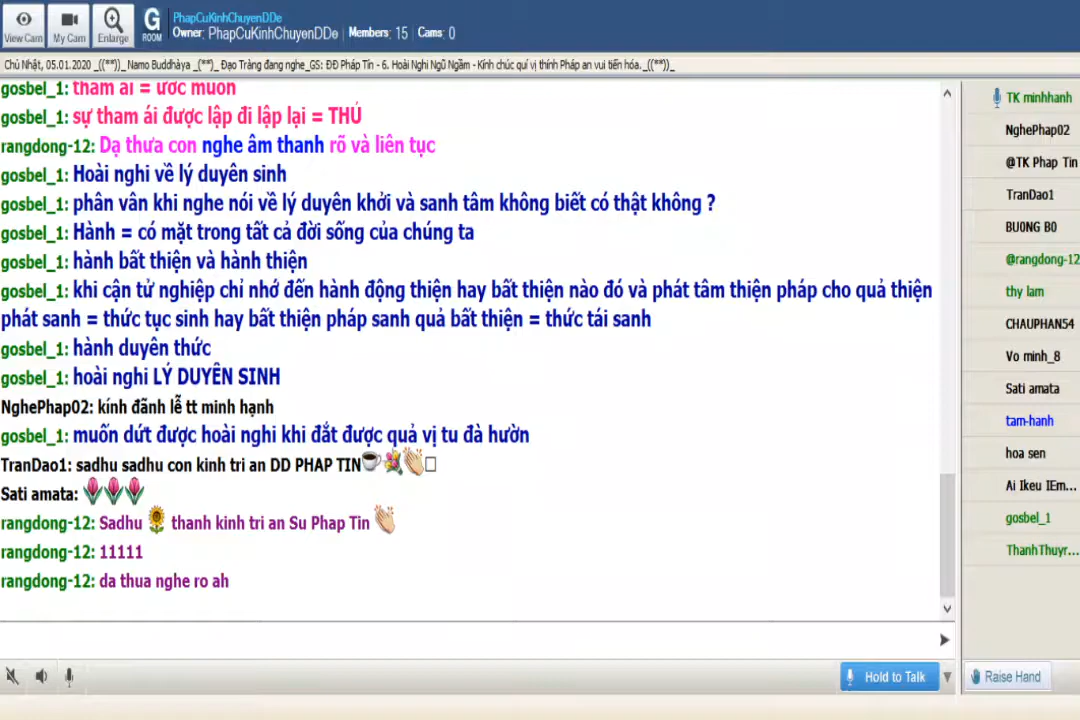 View Cam
My Cam
Enlarge
G
ROOM
PhapCuKinhChuyenDDe
Owner: PhapCuKinhChuyenDDe Members: 15 Cams: 0
Chủ Nhật, 05.01.2020 _((**))_ Namo Buddhàya _(**)_ Đạo Tràng đang nghe_GS: ĐĐ Pháp Tín - 6. Hoài Nghi Ngũ Ngầm - Kính chúc quí vị thính Pháp an vui tiến hóa._((**))_
gosbel_1: tham ái = ước muốn
gosbel_1: sự tham ái được lập đi lập lại = THỦ
rangdong-12: Dạ thưa con nghe âm thanh rõ và liên tục
gosbel_1: Hoài nghi về lý duyên sinh
gosbel_1: phân vân khi nghe nói về lý duyên khởi và sanh tâm không biết có thật không ?
gosbel_1: Hành = có mặt trong tất cả đời sống của chúng ta
gosbel_1: hành bất thiện và hành thiện
gosbel_1: khi cận tử nghiệp chỉ nhớ đến hành động thiện hay bất thiện nào đó và phát tâm thiện pháp cho quả thiện
phát sanh = thức tục sinh hay bất thiện pháp sanh quả bất thiện = thức tái sanh
gosbel_1: hành duyên thức
gosbel_1: hoài nghi LÝ DUYÊN SINH
NghePhap02: kính đãnh lễ tt minh hạnh
gosbel_1: muốn dứt được hoài nghi khi đắt được quả vị tu đà hườn
TranDao1: sadhu sadhu con kinh tri an DD PHAP TIN
Sati amata:
rangdong-12: Sadhu thanh kinh tri an Su Phap Tin
rangdong-12: 11111
rangdong-12: da thua nghe ro ah
TK minhhanh
NghePhap02
@TK Phap Tin
TranDao1
BUONG BO
@rangdong-12
thy lam
CHAUPHAN54
Vo minh_8
Sati amata
tam-hanh
hoa sen
Ai Ikeu IEm...
gosbel_1
ThanhThuyr...
Hold to Talk
Raise Hand